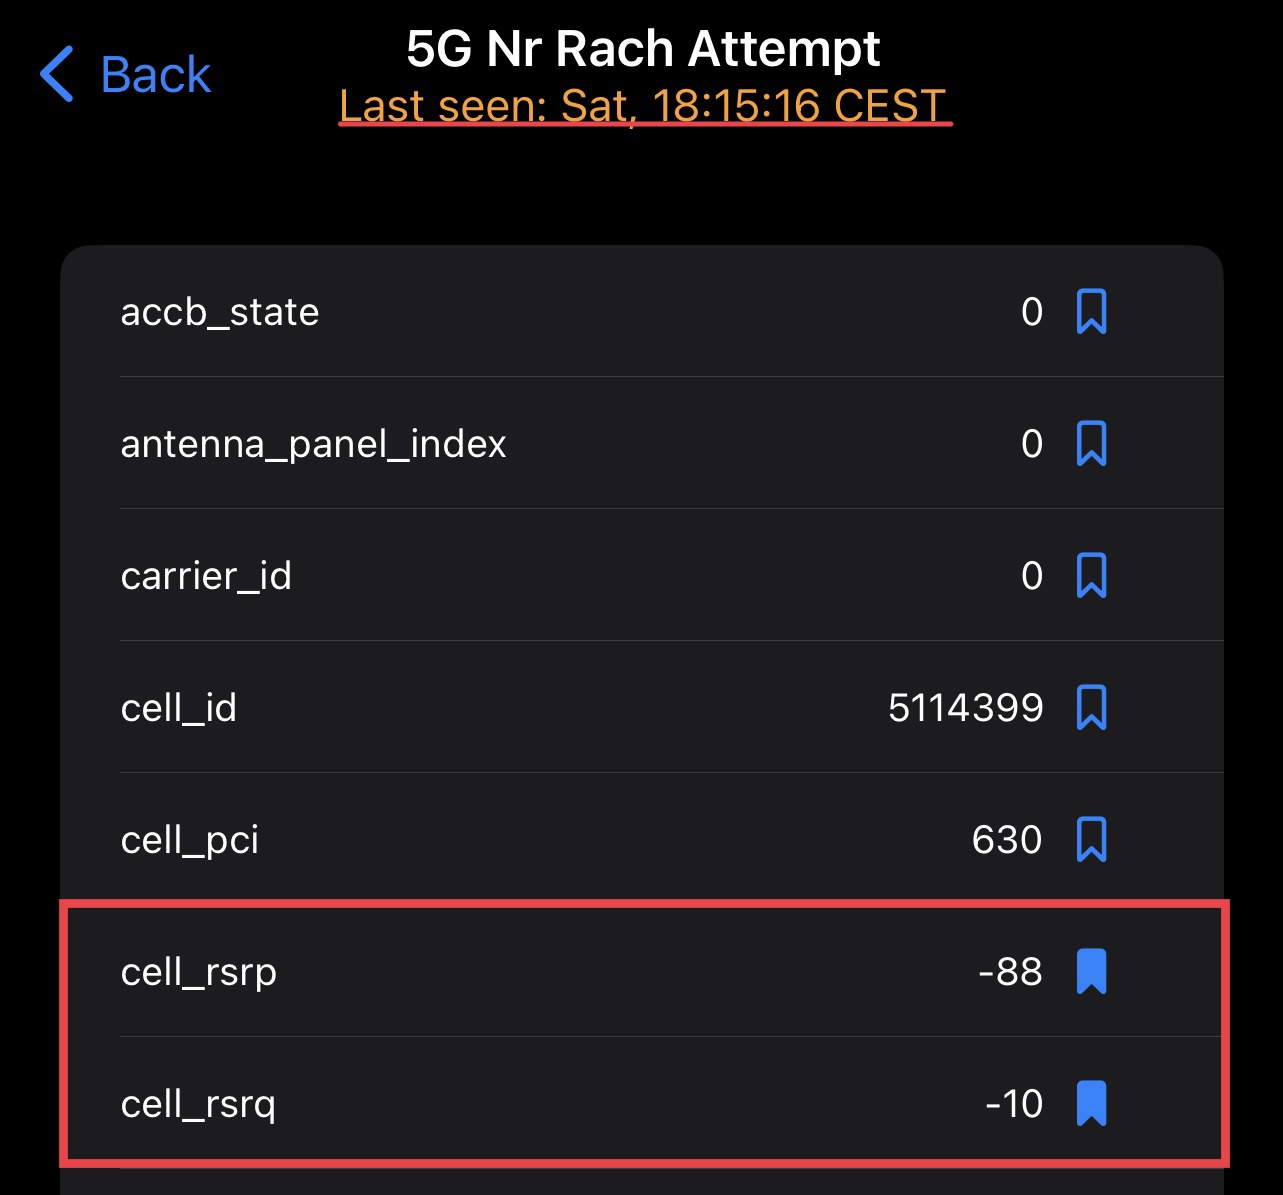 Back
5G Nr Rach Attempt
Last seen: Sat, 18:15:16 CEST
accb_state 0
antenna_panel_index 0
carrier_id 0
cell_id 5114399
cell_pci 630
cell_rsrp -88
cell_rsrq -10